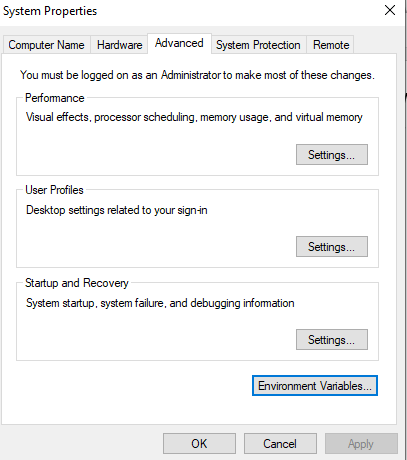 System Properties
Computer Name Hardware Advanced System Protection Remote
You must be logged on as an Administrator to make most of these changes.
Performance
Visual effects, processor scheduling, memory usage, and virtual memory
Settings...
User Profiles
Desktop settings related to your sign-in
Settings...
Startup and Recovery
System startup, system failure, and debugging information
Settings...
Environment Variables...
OK Cancel Apply